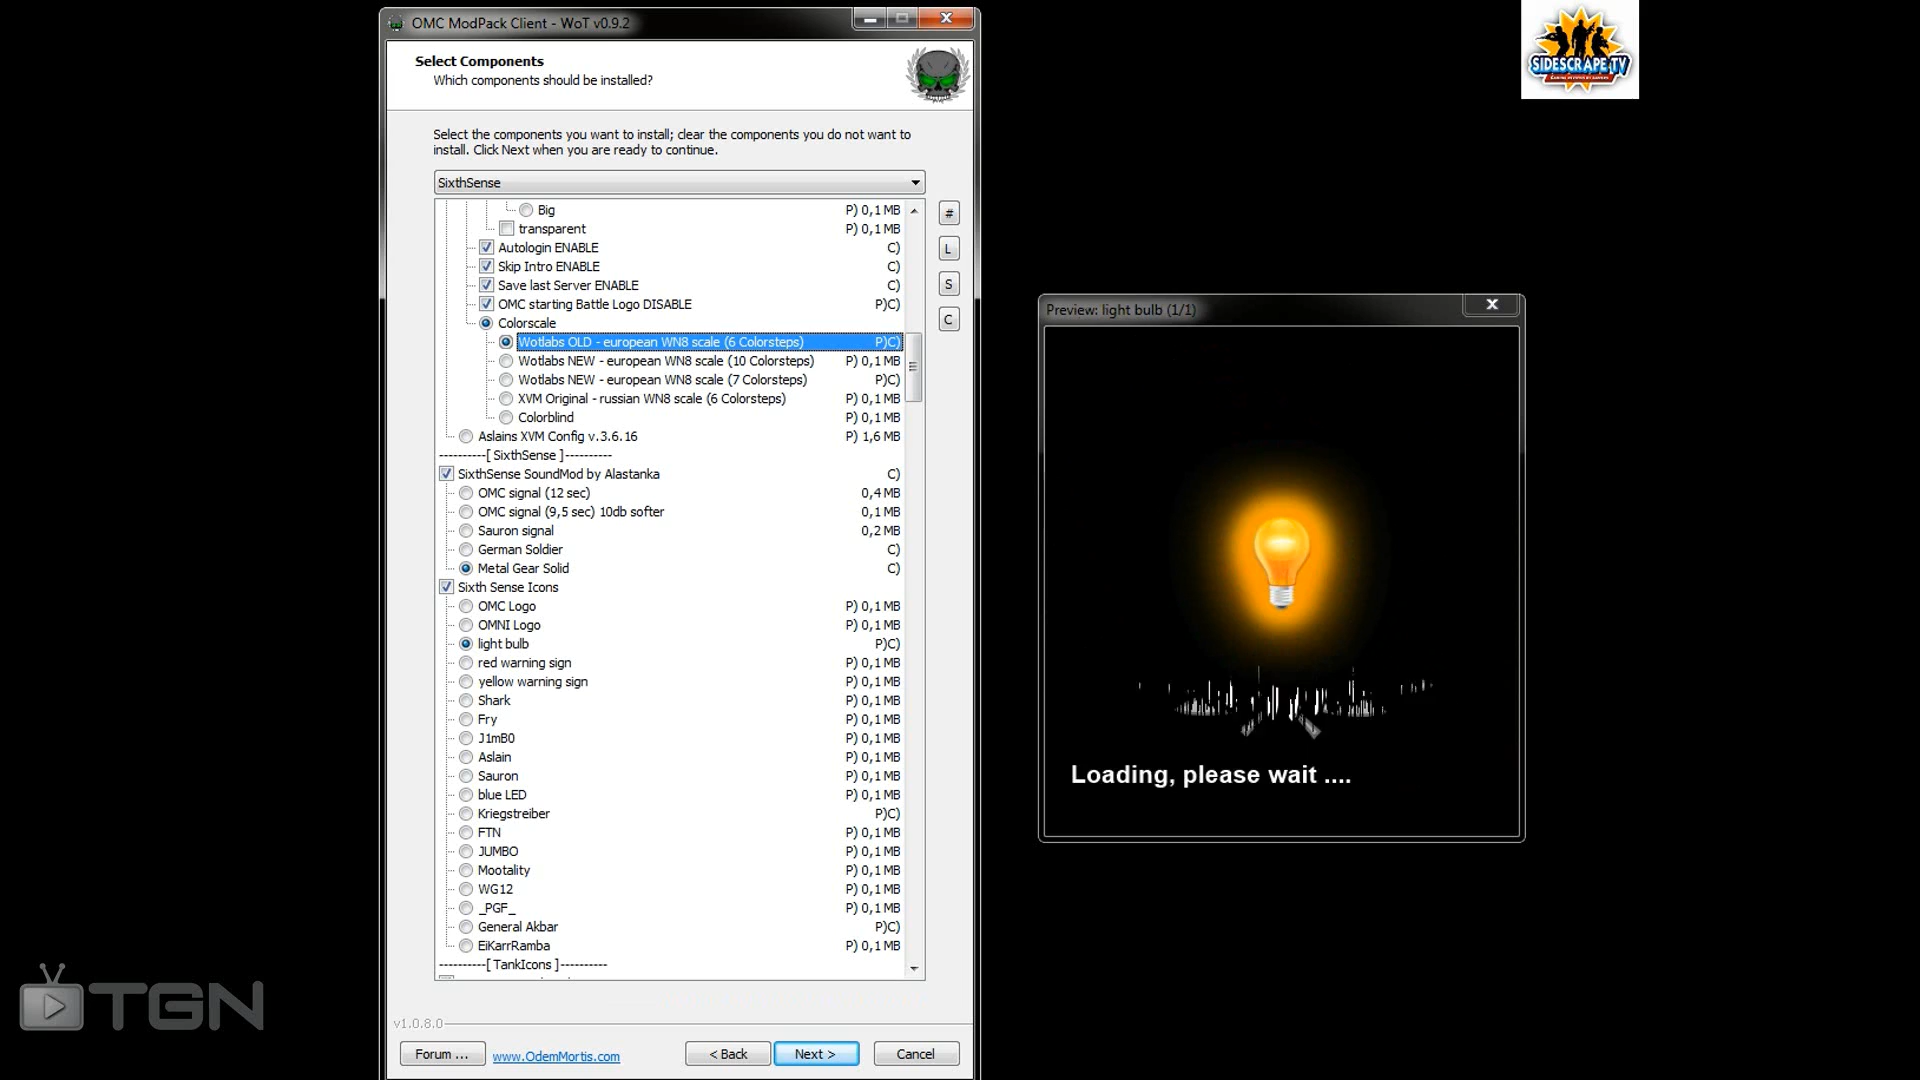 OMC ModPack Client - WoT v0.9.2
Select Components
Which components should be installed?
Select the components you want to install; clear the components you do not want to
install. Click Next when you are ready to continue.
SixthSense
Big P) 0,1 MB
transparent P) 0,1 MB
Autologin ENABLE C)
Skip Intro ENABLE C)
Save last Server ENABLE C)
OMC starting Battle Logo DISABLE P)C)
Colorscale
Wotlabs OLD - european WN8 scale (6 Colorsteps) P)C)
Wotlabs NEW - european WN8 scale (10 Colorsteps) P) 0,1 MB
Wotlabs NEW - european WN8 scale (7 Colorsteps) P)C)
XVM Original - russian WN8 scale (6 Colorsteps) P) 0,1 MB
Colorblind P) 0,1 MB
Aslains XVM Config v.3.6.16 P) 1,6 MB
----------[ SixthSense ]----------
SixthSense SoundMod by Alastanka C)
OMC signal (12 sec) 0,4 MB
OMC signal (9,5 sec) 10db softer 0,1 MB
Sauron signal 0,2 MB
German Soldier C)
Metal Gear Solid C)
Sixth Sense Icons
OMC Logo P) 0,1 MB
OMNI Logo P) 0,1 MB
light bulb P)C)
red warning sign P) 0,1 MB
yellow warning sign P) 0,1 MB
Shark P) 0,1 MB
Fry P) 0,1 MB
J1mB0 P) 0,1 MB
Aslain P) 0,1 MB
Sauron P) 0,1 MB
blue LED P) 0,1 MB
Kriegstreiber P)C)
FTN P) 0,1 MB
JUMBO P) 0,1 MB
Mootality P) 0,1 MB
WG12 P) 0,1 MB
_PGF_ P) 0,1 MB
General Akbar P)C)
EiKarrRamba P) 0,1 MB
----------[ TankIcons ]----------
#
L
S
C
v1.0.8.0
Forum ... www.OdemMortis.com < Back Next > Cancel
Preview: light bulb (1/1)
Loading, please wait ....
SIDESCRAPE TV
TGN